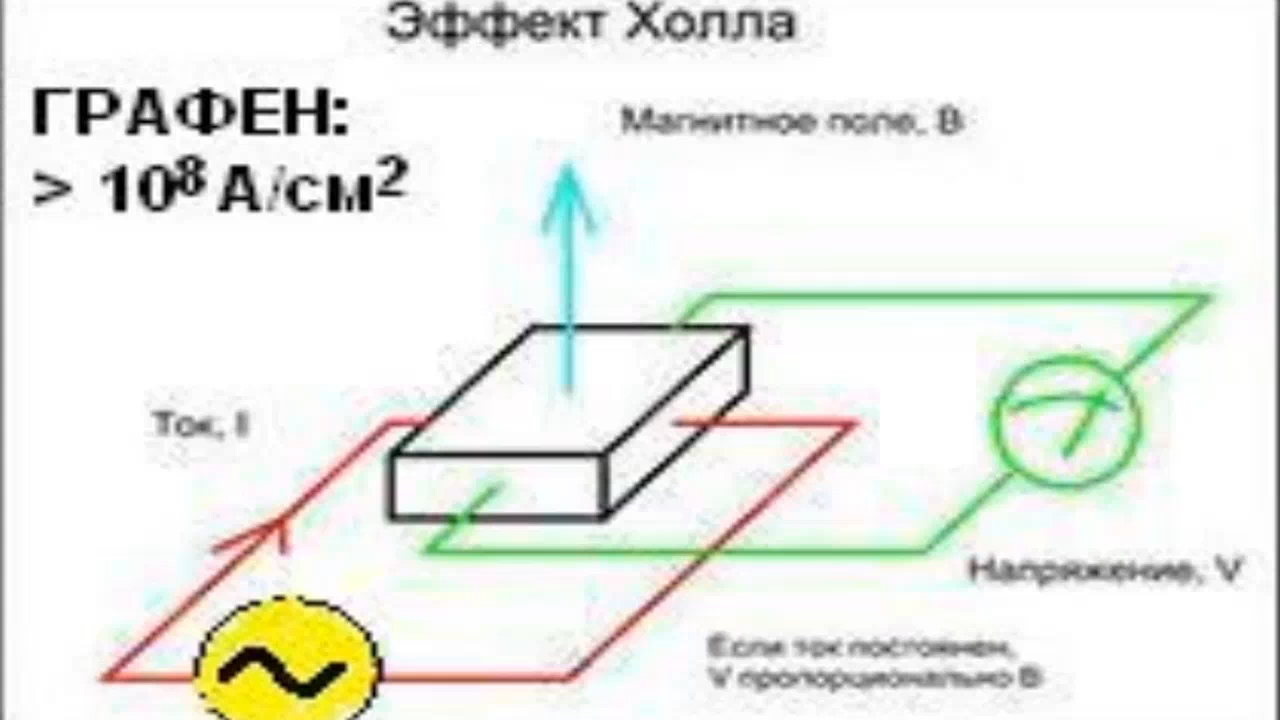 Эффект Холла
ГРАФЕН:
> 10⁸ А/см²
Магнитное поле, В
Ток, I
Напряжение, V
Если ток постоянен,
V пропорционально В